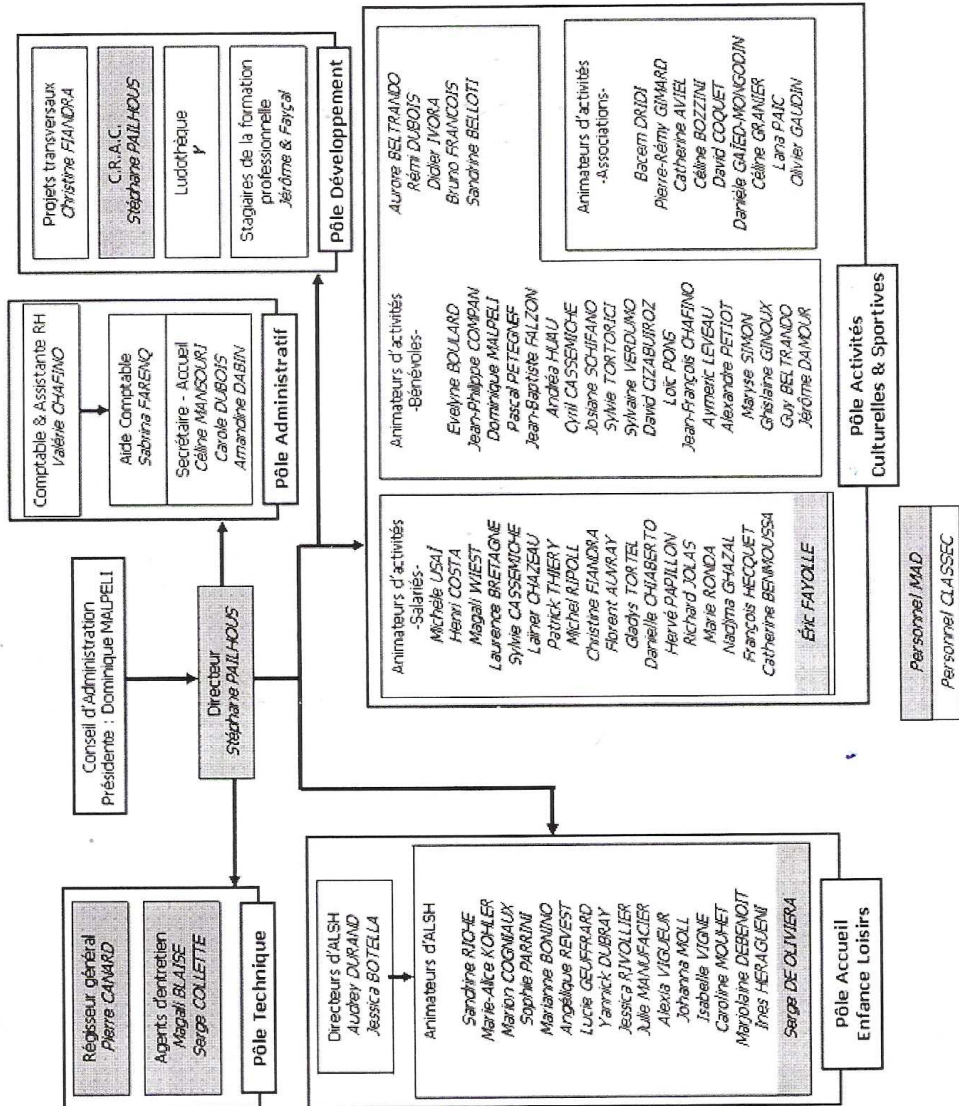 Conseil d'Administration
Présidente : Dominique MALPELI
Directeur
Stéphane PAILHOUS
Régisseur général
Pierre CANARD
Agents d'entretien
Magali BLAISE
Serge COLETTE
Pôle Technique
Comptable & Assistante RH
Valérie CHAFINO
Aide Comptable
Sabrina FARENQ
Secrétaire - Accueil
Céline MANSOURI
Carole DUBOIS
Amandine DABIN
Pôle Administratif
Projets transversaux
Christine FIANDRA
C.R.A.C.
Stéphane PAILHOUS
Ludothèque
Y
Stagiaires de la formation
professionnelle
Jérôme & Fayçal
Pôle Développement
Directeurs d'ALSH
Audrey DURAND
Jessica BOTELLA
Animateurs d'ALSH
Sandrine RICHE
Marie-Alice KOHLER
Marion COGNIAUX
Sophie PARRINI
Marianne BONINO
Angélique REVEST
Lucie GEUFFRARD
Yannick DUBRAY
Jessica RIVOLLIER
Julie MANUFACIER
Alexia VIGUEUR
Johanna MOLL
Isabelle VIGNE
Caroline MOUHET
Marjolaine DEBENOIT
Ines HERAGUENI
Serge DE OLIVIERA
Pôle Accueil
Enfance Loisirs
Animateurs d'activités
-Salariés-
Michèle USAÏ
Henri COSTA
Magali WIEST
Laurence BRETAGNE
Sylvie CASSEMICHE
Lainer CHAZEAU
Patrick THIERY
Michel RIPOLL
Christine FIANDRA
Florent AUVRAY
Gladys TORTEL
Danielle CHIABERTO
Hervé PAPILLON
Richard JOLAS
Marie RONDA
Nadjma GHAZAL
François HECQUET
Catherine BENMOUSSA
Éric FAYOLLE
Animateurs d'activités
-Bénévoles-
Evelyne BOULARD
Jean-Philippe COMPAN
Dominique MALPELI
Pascal PETEGNEF
Jean-Baptiste FALZON
Andréa HUAU
Cyril CASSEMICHE
Josiane SCHIFANO
Sylvie TORTORICI
Sylvaine VERDUMO
David CIZABUIROZ
Loïc PONS
Jean-François CHAFINO
Aymeric LEVEAU
Alexandre PETIOT
Maryse SIMON
Ghislaine GINOUX
Guy BELTRANDO
Jérôme DAMOUR
Aurore BELTRANDO
Rémi DUBOIS
Didier IVORA
Bruno FRANCOIS
Sandrine BELLOTI
Animateurs d'activités
-Associations-
Bacem DRIDI
Pierre-Rémy GIMARD
Catherine AVIEL
Céline BOZZINI
David COQUET
Danièle GAÏED-MONGODIN
Céline GRANIER
Lana PAIC
Olivier GAUDIN
Pôle Activités
Culturelles & Sportives
Personnel MAD
Personnel CLASSEC